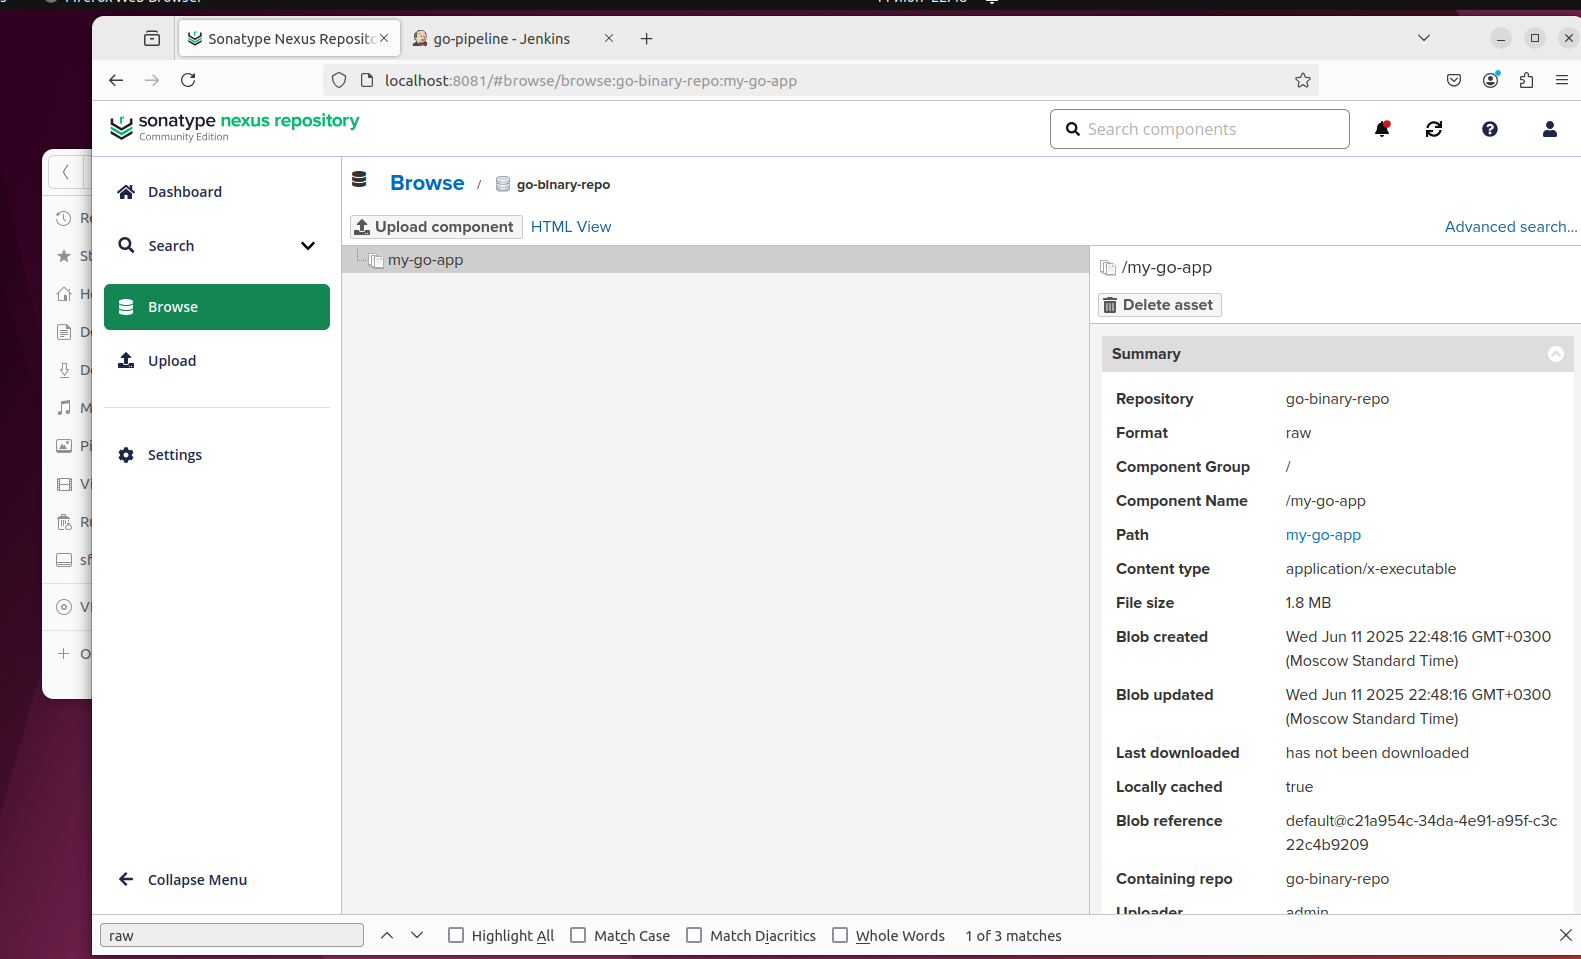 Sonatype Nexus Reposito
go-pipeline - Jenkins
localhost:8081/#browse/browse:go-binary-repo:my-go-app
sonatype nexus repository
Community Edition
Search components
Dashboard
Search
Browse
Upload
Settings
Collapse Menu
Browse / go-binary-repo
Upload component
HTML View
Advanced search...
my-go-app
/my-go-app
Delete asset
Summary
Repository go-binary-repo
Format raw
Component Group /
Component Name /my-go-app
Path my-go-app
Content type application/x-executable
File size 1.8 MB
Blob created Wed Jun 11 2025 22:48:16 GMT+0300
(Moscow Standard Time)
Blob updated Wed Jun 11 2025 22:48:16 GMT+0300
(Moscow Standard Time)
Last downloaded has not been downloaded
Locally cached true
Blob reference default@c21a954c-34da-4e91-a95f-c3c
22c4b9209
Containing repo go-binary-repo
Uploader admin
raw
Highlight All
Match Case
Match Diacritics
Whole Words
1 of 3 matches